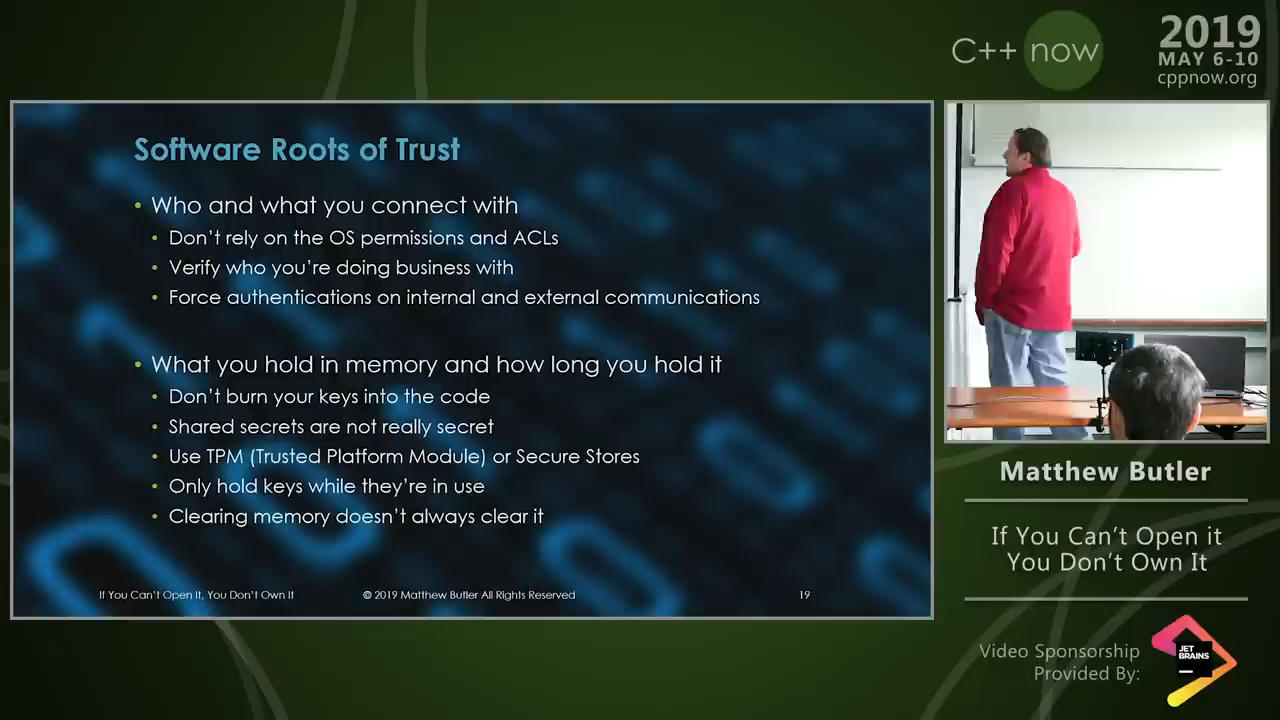 C++ now
2019
MAY 6-10
cppnow.org
Software Roots of Trust
• Who and what you connect with
• Don't rely on the OS permissions and ACLs
• Verify who you're doing business with
• Force authentications on internal and external communications
• What you hold in memory and how long you hold it
• Don't burn your keys into the code
• Shared secrets are not really secret
• Use TPM (Trusted Platform Module) or Secure Stores
• Only hold keys while they're in use
• Clearing memory doesn't always clear it
If You Can't Open It, You Don't Own It
© 2019 Matthew Butler All Rights Reserved
19
Matthew Butler
If You Can't Open it
You Don't Own It
Video Sponsorship
Provided By:
JET
BRAINS